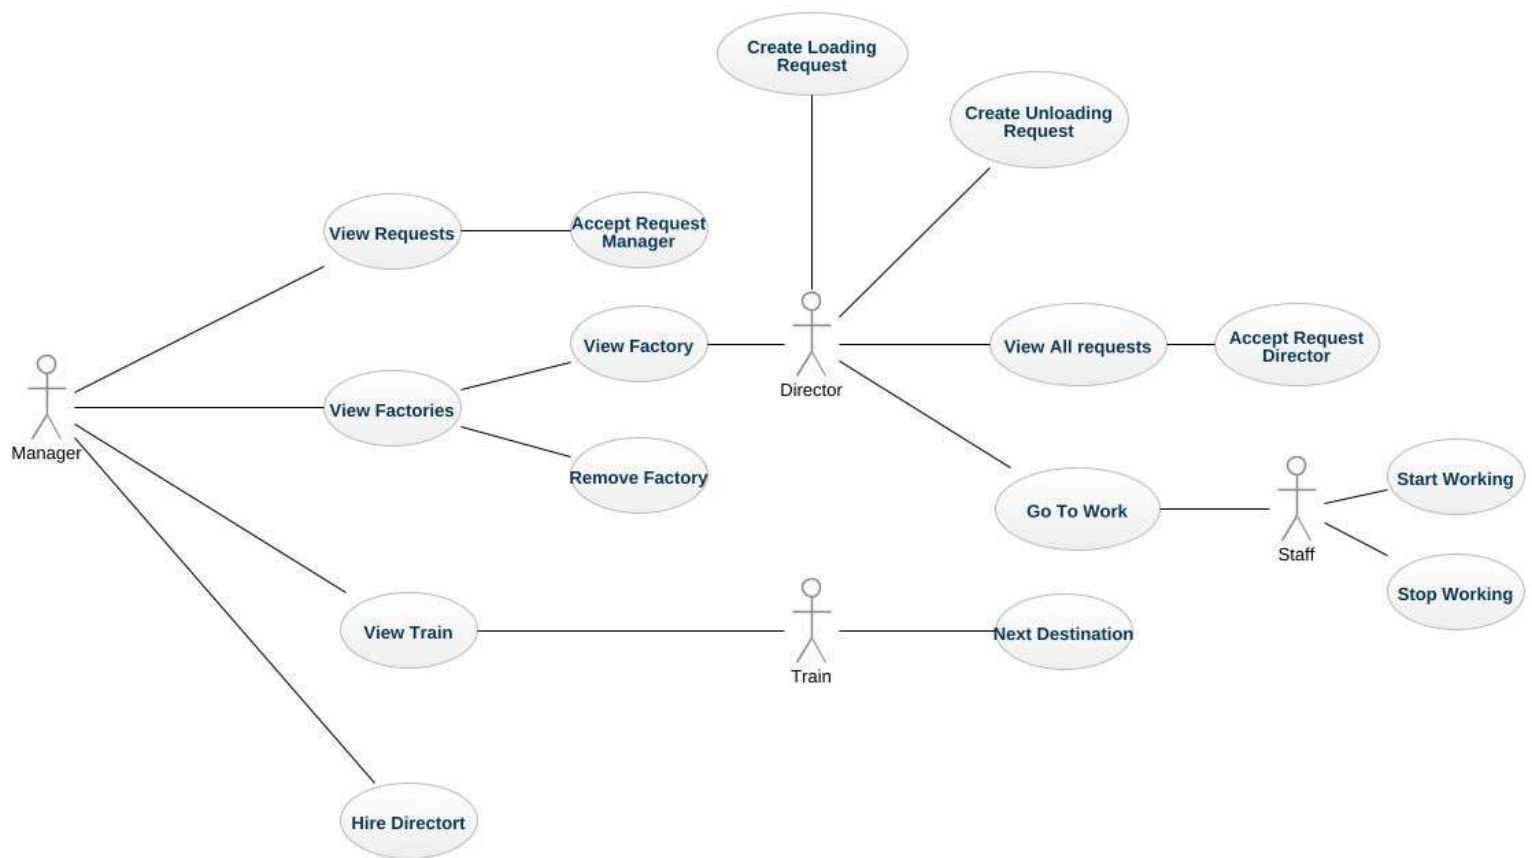 Create Loading
Request
Create Unloading
Request
View Requests
Accept Request
Manager
View Factory
Director
View All requests
Accept Request
Director
Manager
View Factories
Remove Factory
Go To Work
Staff
Start Working
Stop Working
View Train
Train
Next Destination
Hire Directort